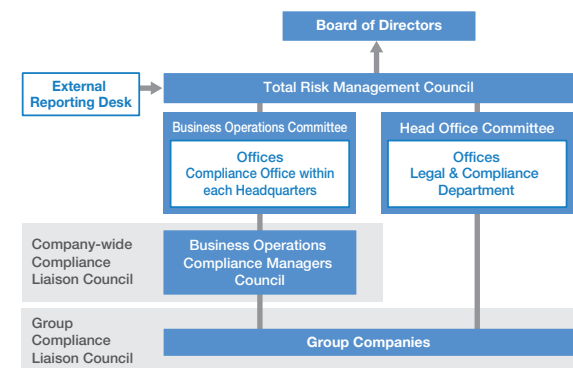 Board of Directors
External
Reporting Desk
Total Risk Management Council
Business Operations Committee
Offices
Compliance Office within
each Headquarters
Head Office Committee
Offices
Legal & Compliance
Department
Company-wide
Compliance
Liaison Council
Business Operations
Compliance Managers
Council
Group
Compliance
Liaison Council
Group Companies